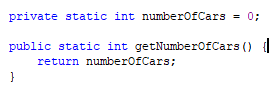 private static int numberOfCars = 0;
public static int getNumberOfCars() {
return numberOfCars;
}